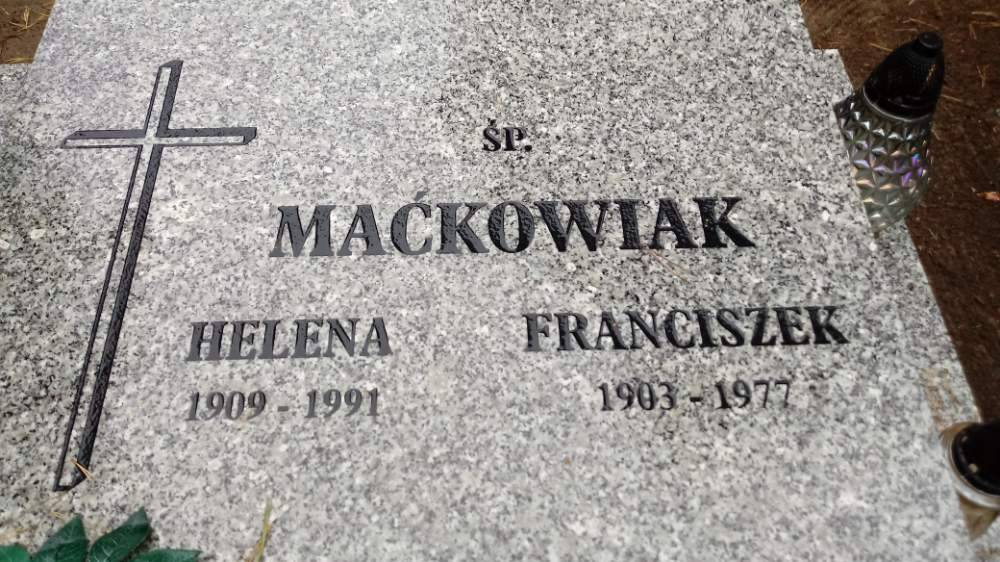 ŚP.
MAĆKOWIAK
HELENA FRANCISZEK
1909 - 1991 1903 - 1977